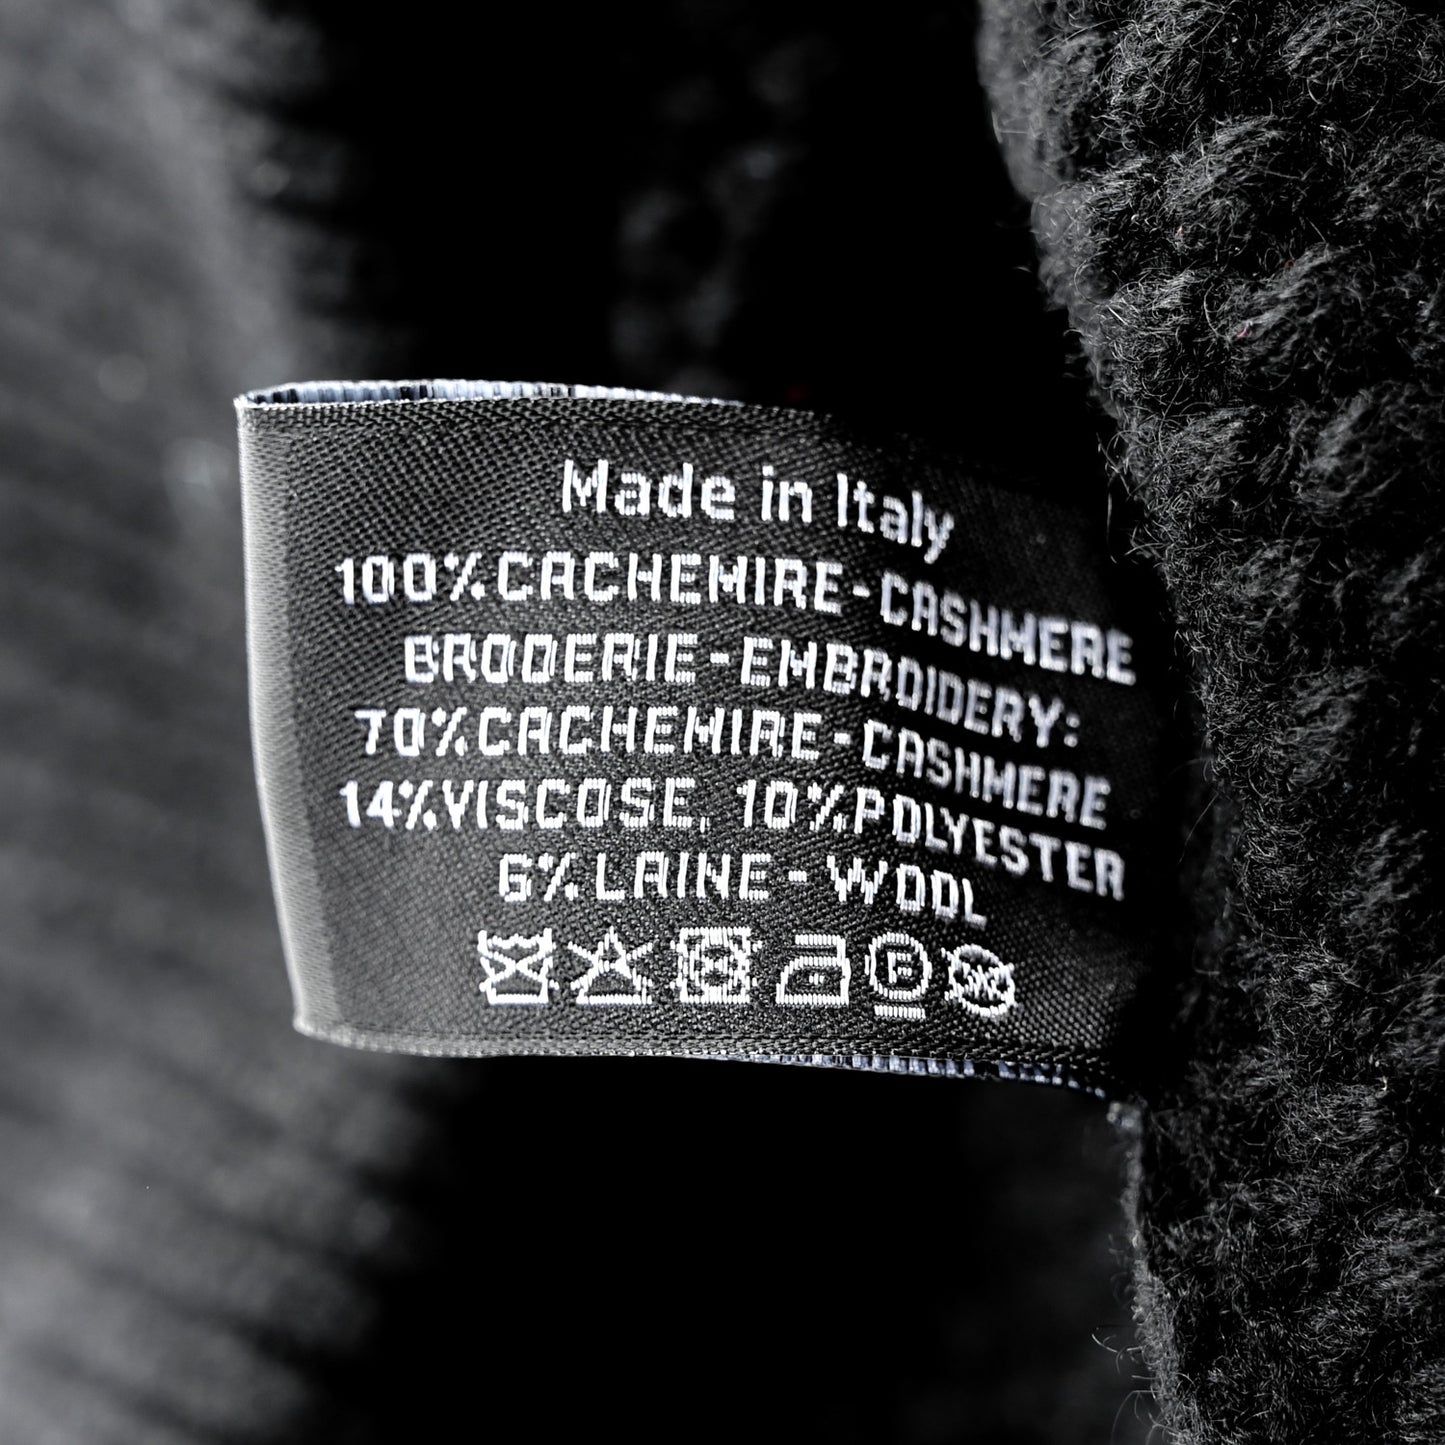 Made in Italy
100%CACHEMIRE-CASHMERE
BRODERIE-EMBROIDERY:
70%CACHEMIRE-CASHMERE
14%VISCOSE, 10%POLYESTER
6%LAINE-WOOL
P